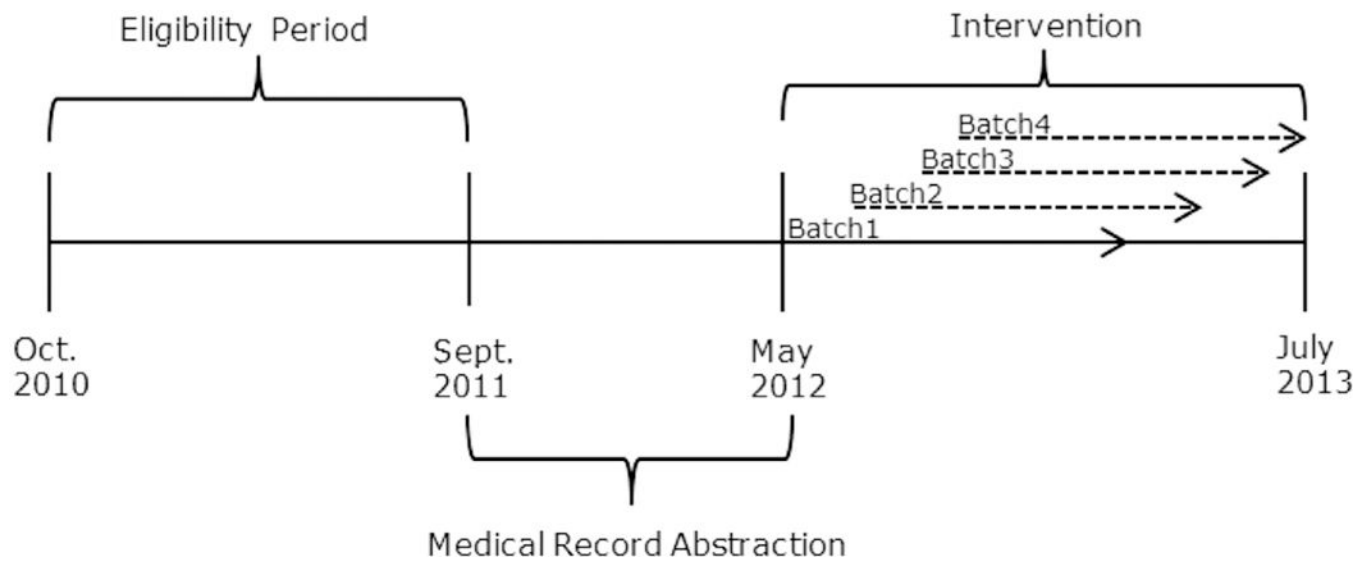 Eligibility Period
Intervention
Batch4
Batch3
Batch2
Batch1
Oct.
2010
Sept.
2011
May
2012
July
2013
Medical Record Abstraction